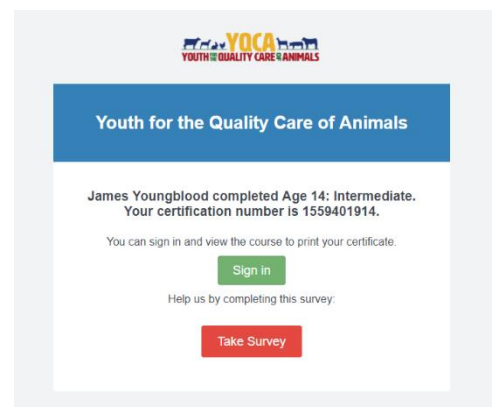 YQCA
YOUTH FOR THE QUALITY CARE OF ANIMALS
Youth for the Quality Care of Animals
James Youngblood completed Age 14: Intermediate.
Your certification number is 1559401914.
You can sign in and view the course to print your certificate.
Sign in
Help us by completing this survey:
Take Survey